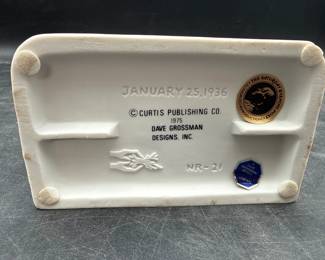 JANUARY 25, 1936
© CURTIS PUBLISHING CO.
1975
DAVE GROSSMAN
DESIGNS, INC.
NR-21